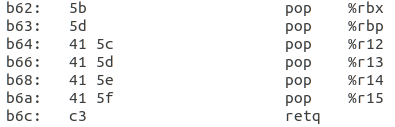 b62: 5b pop %rbx
b63: 5d pop %rbp
b64: 41 5c pop %r12
b66: 41 5d pop %r13
b68: 41 5e pop %r14
b6a: 41 5f pop %r15
b6c: c3 retq